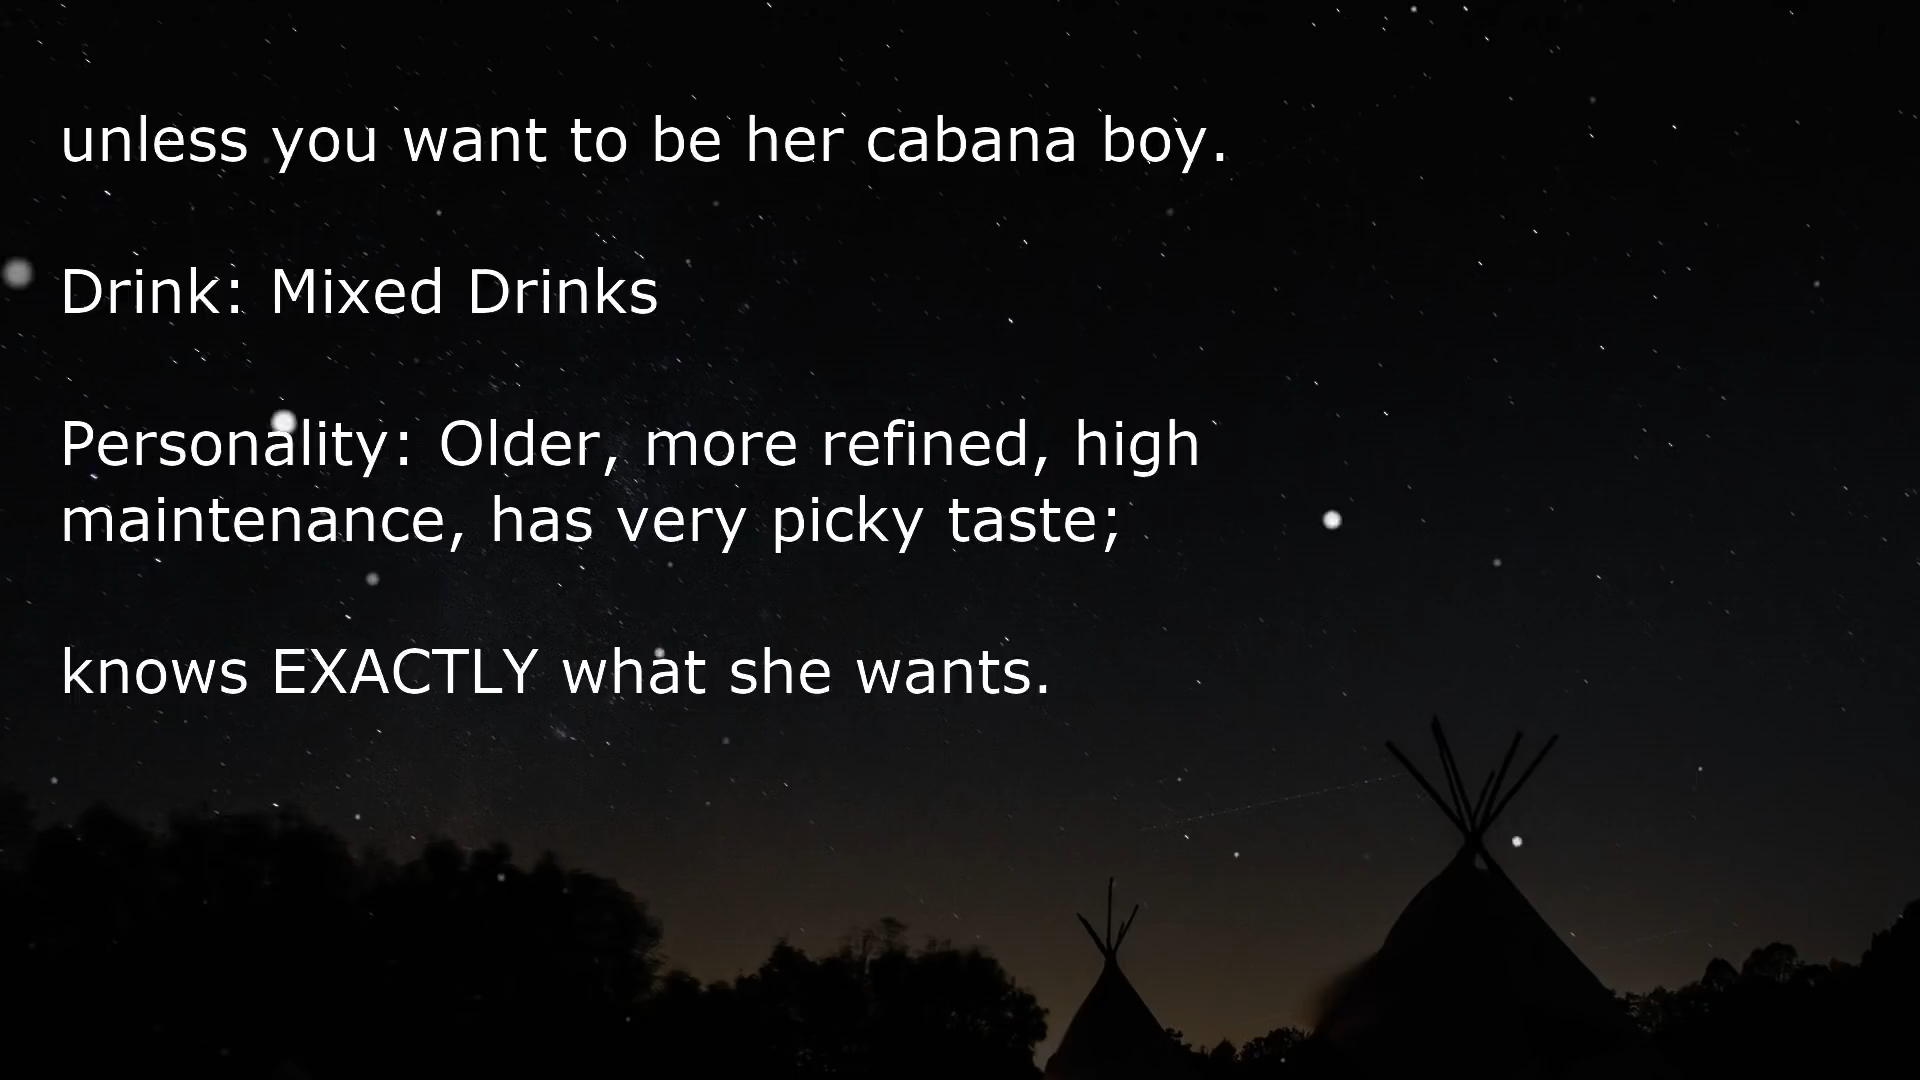 unless you want to be her cabana boy.
Drink: Mixed Drinks
Personality: Older, more refined, high
maintenance, has very picky taste;
knows EXACTLY what she wants.